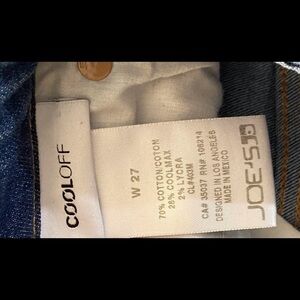 COOLOFF
W 27
70% COTTON/COTON
28% COOLMAX
2% LYCRA
CL#403M
CA# 35037 RN# 106214
DESIGNED IN LOS ANGELES
MADE IN MEXICO
JOE'S